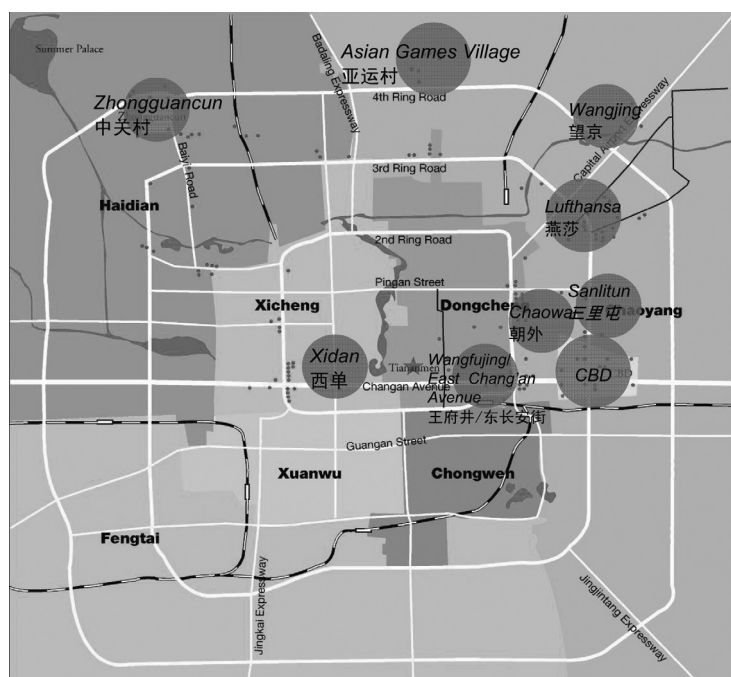 Summer Palace
Badaling Expressway
Asian Games Village
亚运村
4th Ring Road
Zhongguancun
中关村
Wangjing
望京
Capital Airport Expressway
Baiyi Road
3rd Ring Road
Haidian
Lufthansa
燕莎
2nd Ring Road
Pingan Street
Xicheng
Dongcheng
Sanlitun
三里屯
Chaowai
朝外
Chaoyang
Xidan
西单
Tiananmen
Changan Avenue
Wangfujingl
East Chang'an
Avenue
王府井/东长安街
CBD
Guangan Street
Xuanwu
Chongwen
Fengtai
Jingkai Expressway
Jingjintang Expressway